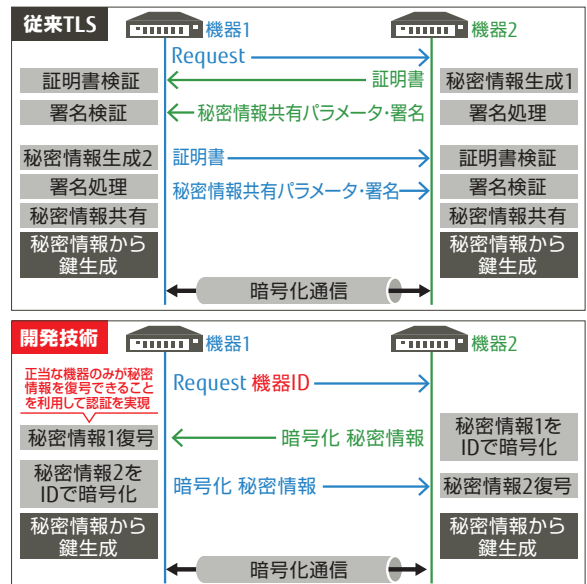 従来TLS
機器1
機器2
Request
証明書
証明書検証
秘密情報生成1
秘密情報共有パラメータ・署名
署名検証
署名処理
秘密情報生成2
証明書
証明書検証
署名処理
秘密情報共有パラメータ・署名
署名検証
秘密情報共有
秘密情報共有
秘密情報から
鍵生成
秘密情報から
鍵生成
暗号化通信
開発技術
機器1
機器2
正当な機器のみが秘密
情報を復号できること
を利用して認証を実現
Request 機器ID
秘密情報1復号
暗号化 秘密情報
秘密情報1を
IDで暗号化
秘密情報2を
IDで暗号化
暗号化 秘密情報
秘密情報2復号
秘密情報から
鍵生成
秘密情報から
鍵生成
暗号化通信